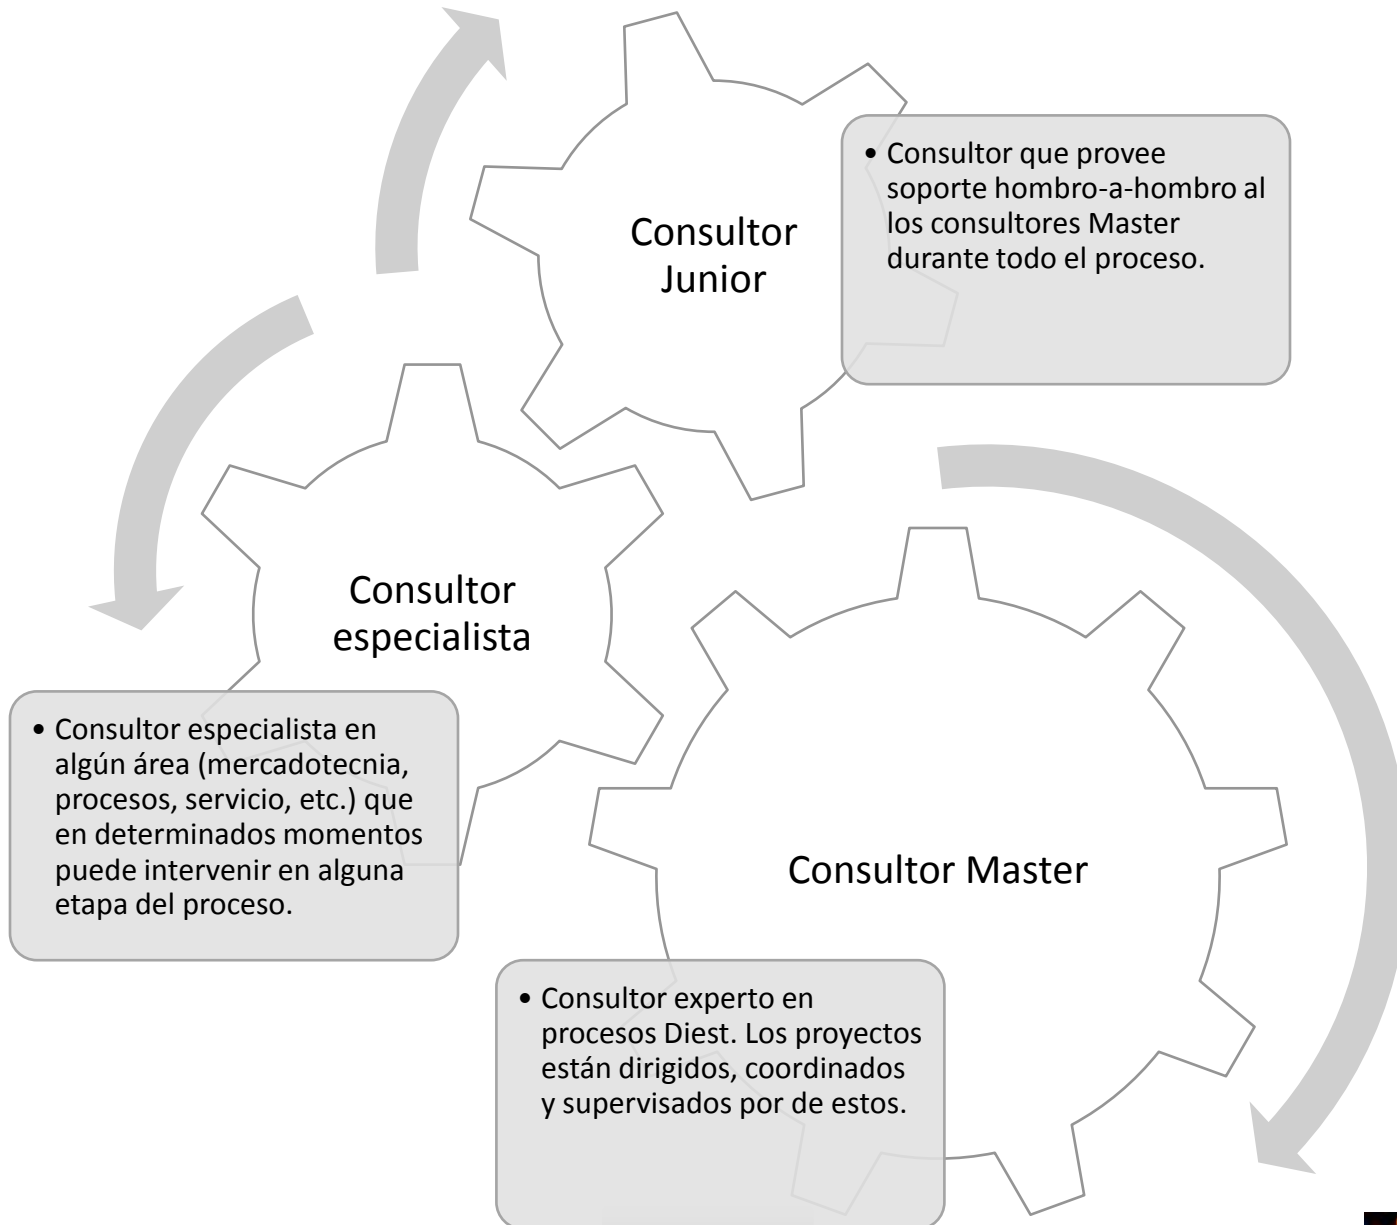 Consultor
Junior
• Consultor que provee
soporte hombro-a-hombro al
los consultores Master
durante todo el proceso.
Consultor
especialista
• Consultor especialista en
algún área (mercadotecnia,
procesos, servicio, etc.) que
en determinados momentos
puede intervenir en alguna
etapa del proceso.
Consultor Master
• Consultor experto en
procesos Diest. Los proyectos
están dirigidos, coordinados
y supervisados por de estos.